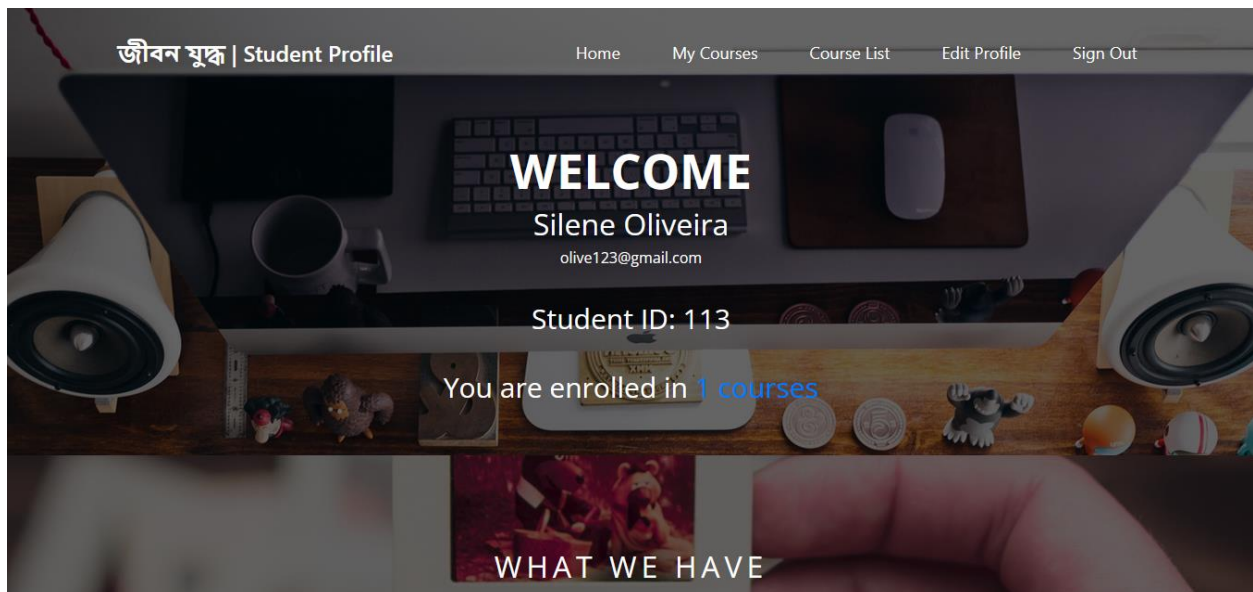 জীবন যুদ্ধ | Student Profile
Home My Courses Course List Edit Profile Sign Out
WELCOME
Silene Oliveira
olive123@gmail.com
Student ID: 113
You are enrolled in 1 courses
WHAT WE HAVE